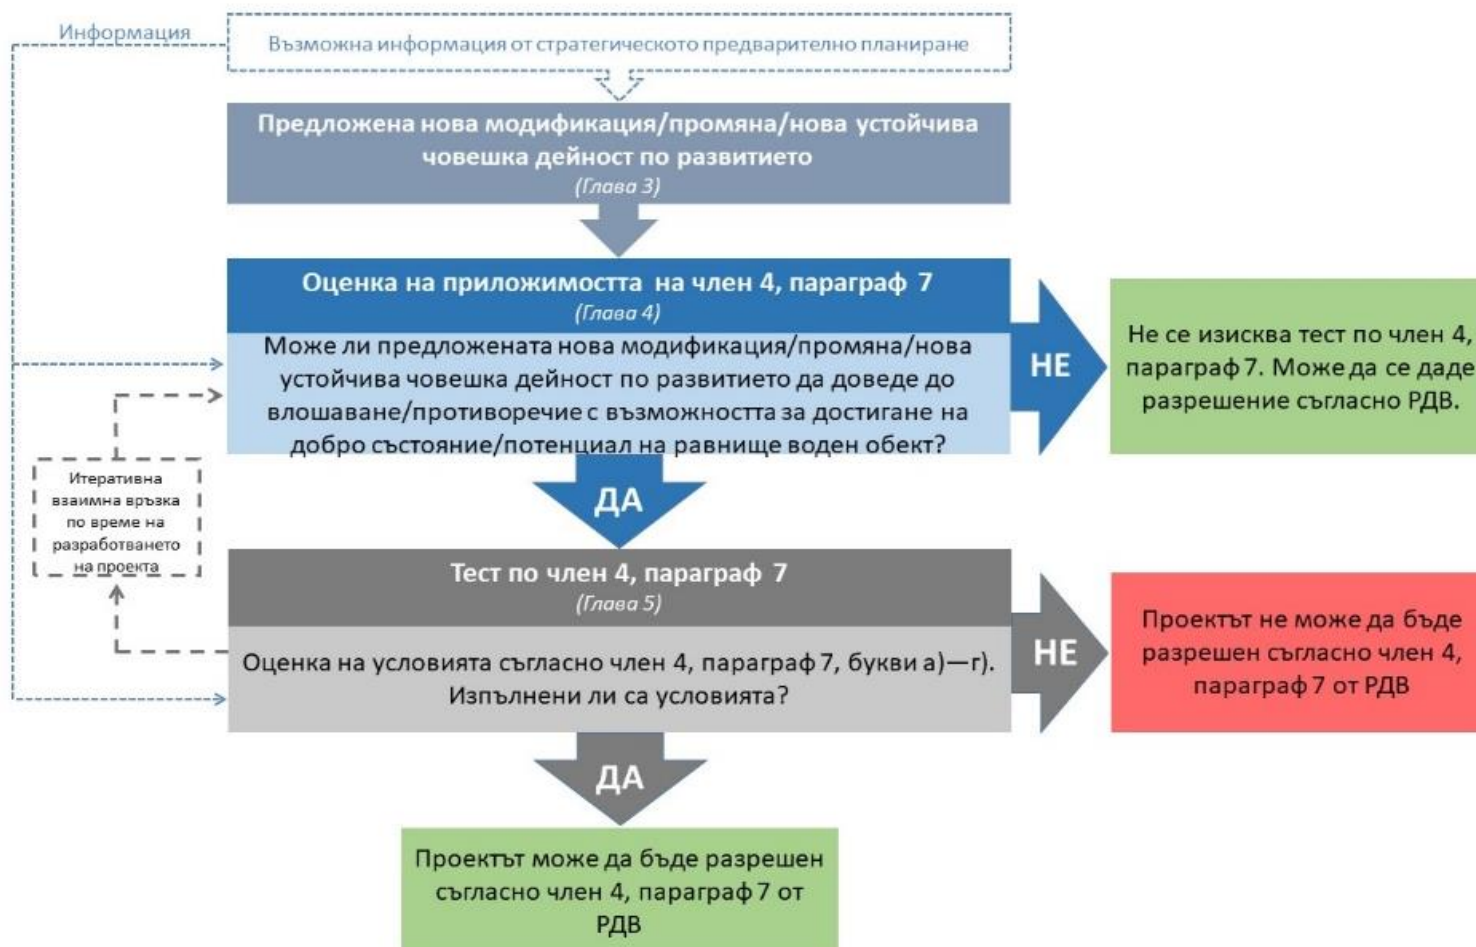 Информация
Възможна информация от стратегическото предварително планиране
Предложена нова модификация/промяна/нова устойчива
човешка дейност по развитието
(Глава 3)
Оценка на приложимостта на член 4, параграф 7
(Глава 4)
Може ли предложената нова модификация/промяна/нова
устойчива човешка дейност по развитието да доведе до
влошаване/противоречие с възможността за достигане на
добро състояние/потенциал на равнище воден обект?
НЕ
Не се изисква тест по член 4,
параграф 7. Може да се даде
разрешение съгласно РДВ.
ДА
Итеративна
взаимна връзка
по време на
разработването
на проекта
Тест по член 4, параграф 7
(Глава 5)
Оценка на условията съгласно член 4, параграф 7, букви а)—г).
Изпълнени ли са условията?
НЕ
Проектът не може да бъде
разрешен съгласно член 4,
параграф 7 от РДВ
ДА
Проектът може да бъде разрешен
съгласно член 4, параграф 7 от
РДВ